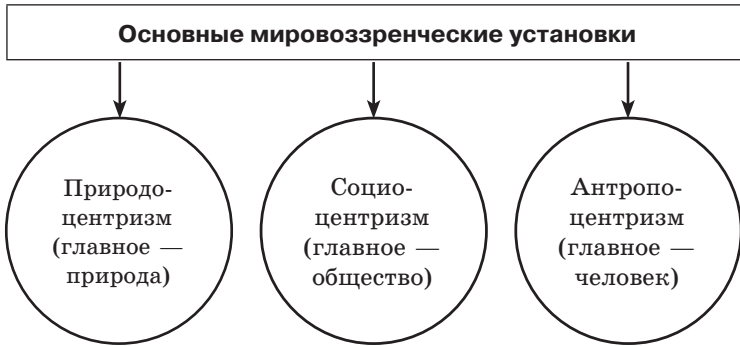 Основные мировоззренческие установки
Природо-
центризм
(главное —
природа)
Социо-
центризм
(главное —
общество)
Антропо-
центризм
(главное —
человек)